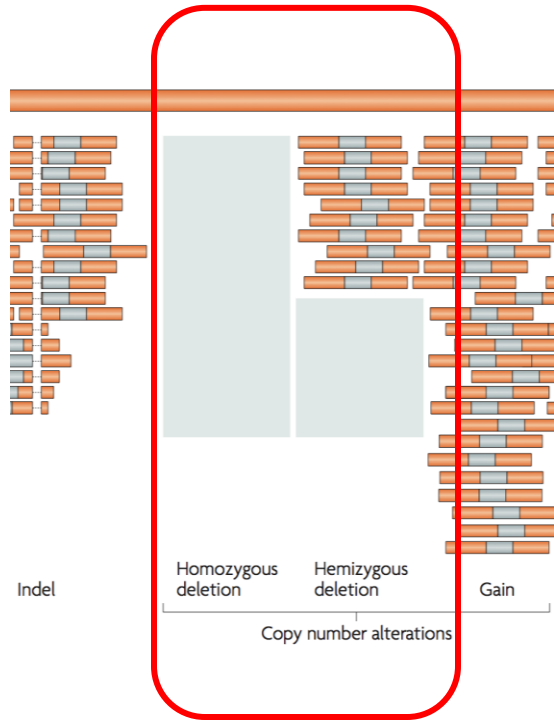 Indel
Homozygous
deletion
Hemizygous
deletion
Gain
Copy number alterations